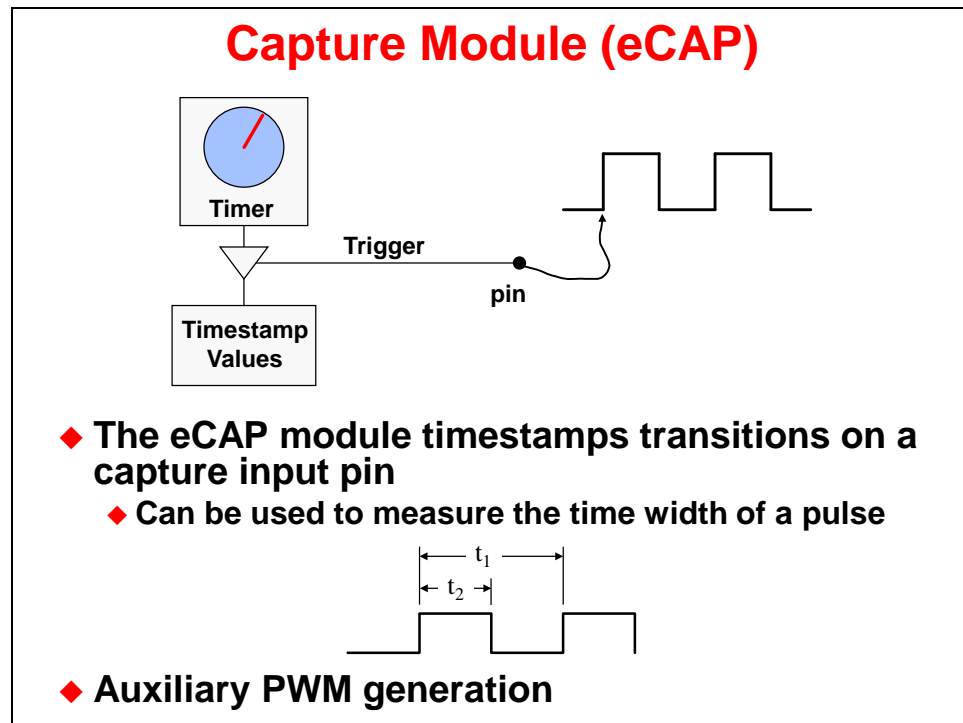 Capture Module (eCAP)
Timer
Trigger
pin
Timestamp
Values
◆ The eCAP module timestamps transitions on a
capture input pin
◆ Can be used to measure the time width of a pulse
t₁
t₂
◆ Auxiliary PWM generation